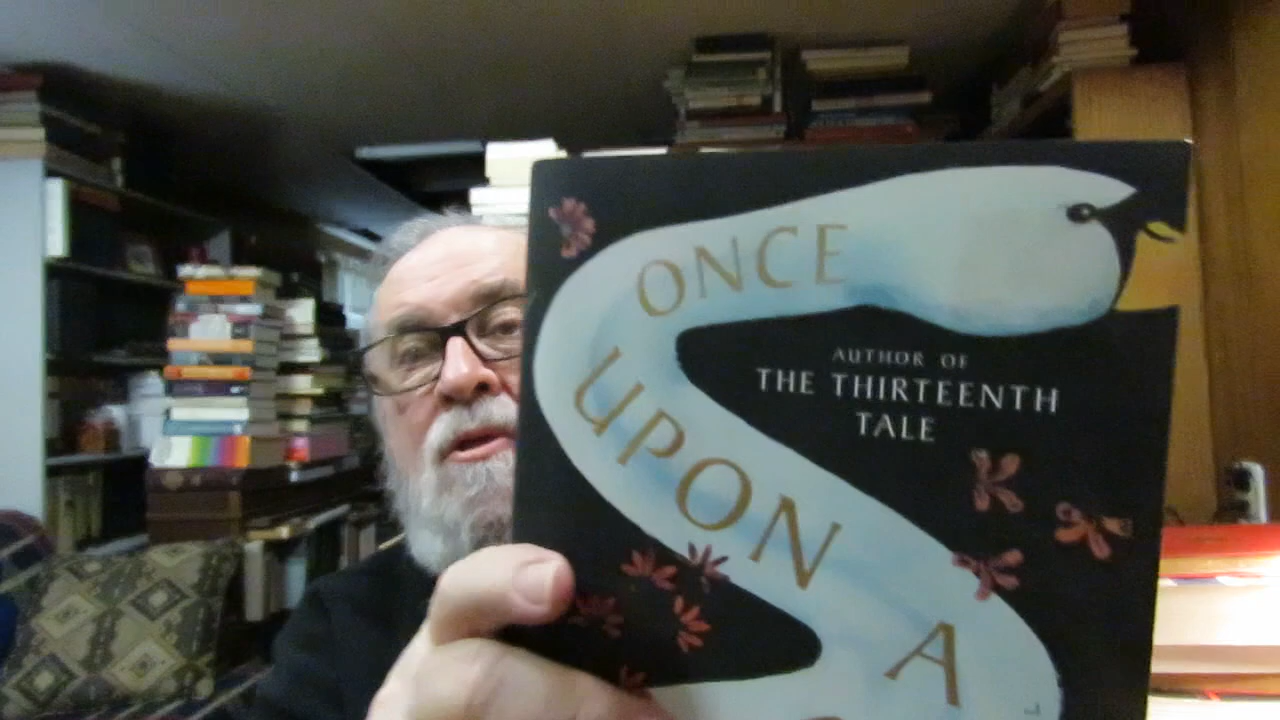 ONCE
UPON
A
AUTHOR OF
THE THIRTEENTH
TALE